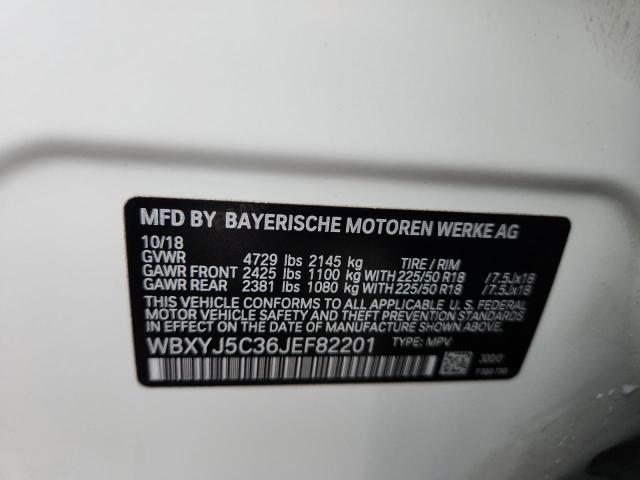 MFD BY BAYERISCHE MOTOREN WERKE AG
10/18
GVWR 4729 lbs 2145 kg TIRE / RIM
GAWR FRONT 2425 lbs 1100 kg WITH 225/50 R18 /7.5Jx18
GAWR REAR 2381 lbs 1080 kg WITH 225/50 R18 /7.5Jx18
THIS VEHICLE CONFORMS TO ALL APPLICABLE U. S. FEDERAL
MOTOR VEHICLE SAFETY AND THEFT PREVENTION STANDARDS
IN EFFECT ON THE DATE OF MANUFACTURE SHOWN ABOVE.
WBXYJ5C36JEF82201 TYPE: MPV
300/0